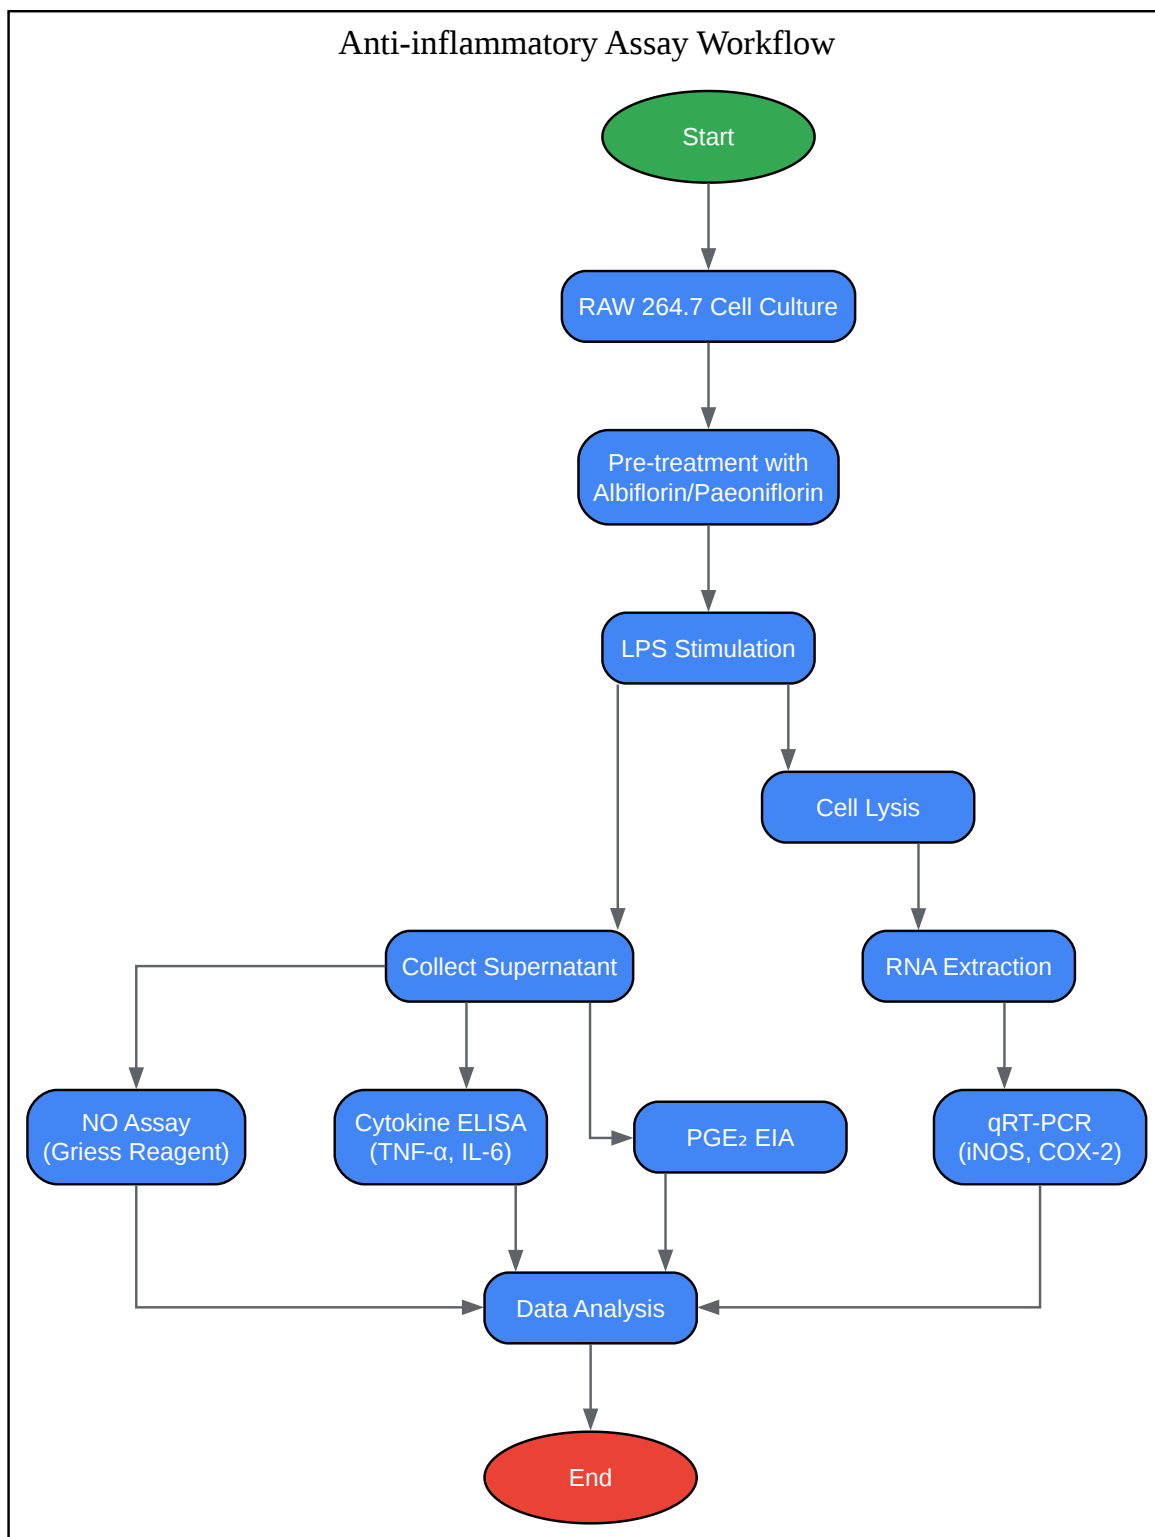 Anti-inflammatory Assay Workflow
Start
RAW 264.7 Cell Culture
Pre-treatment with
Albiflorin/Paeoniflorin
LPS Stimulation
Cell Lysis
Collect Supernatant
RNA Extraction
NO Assay
(Griess Reagent)
Cytokine ELISA
(TNF-α, IL-6)
PGE₂ EIA
qRT-PCR
(iNOS, COX-2)
Data Analysis
End